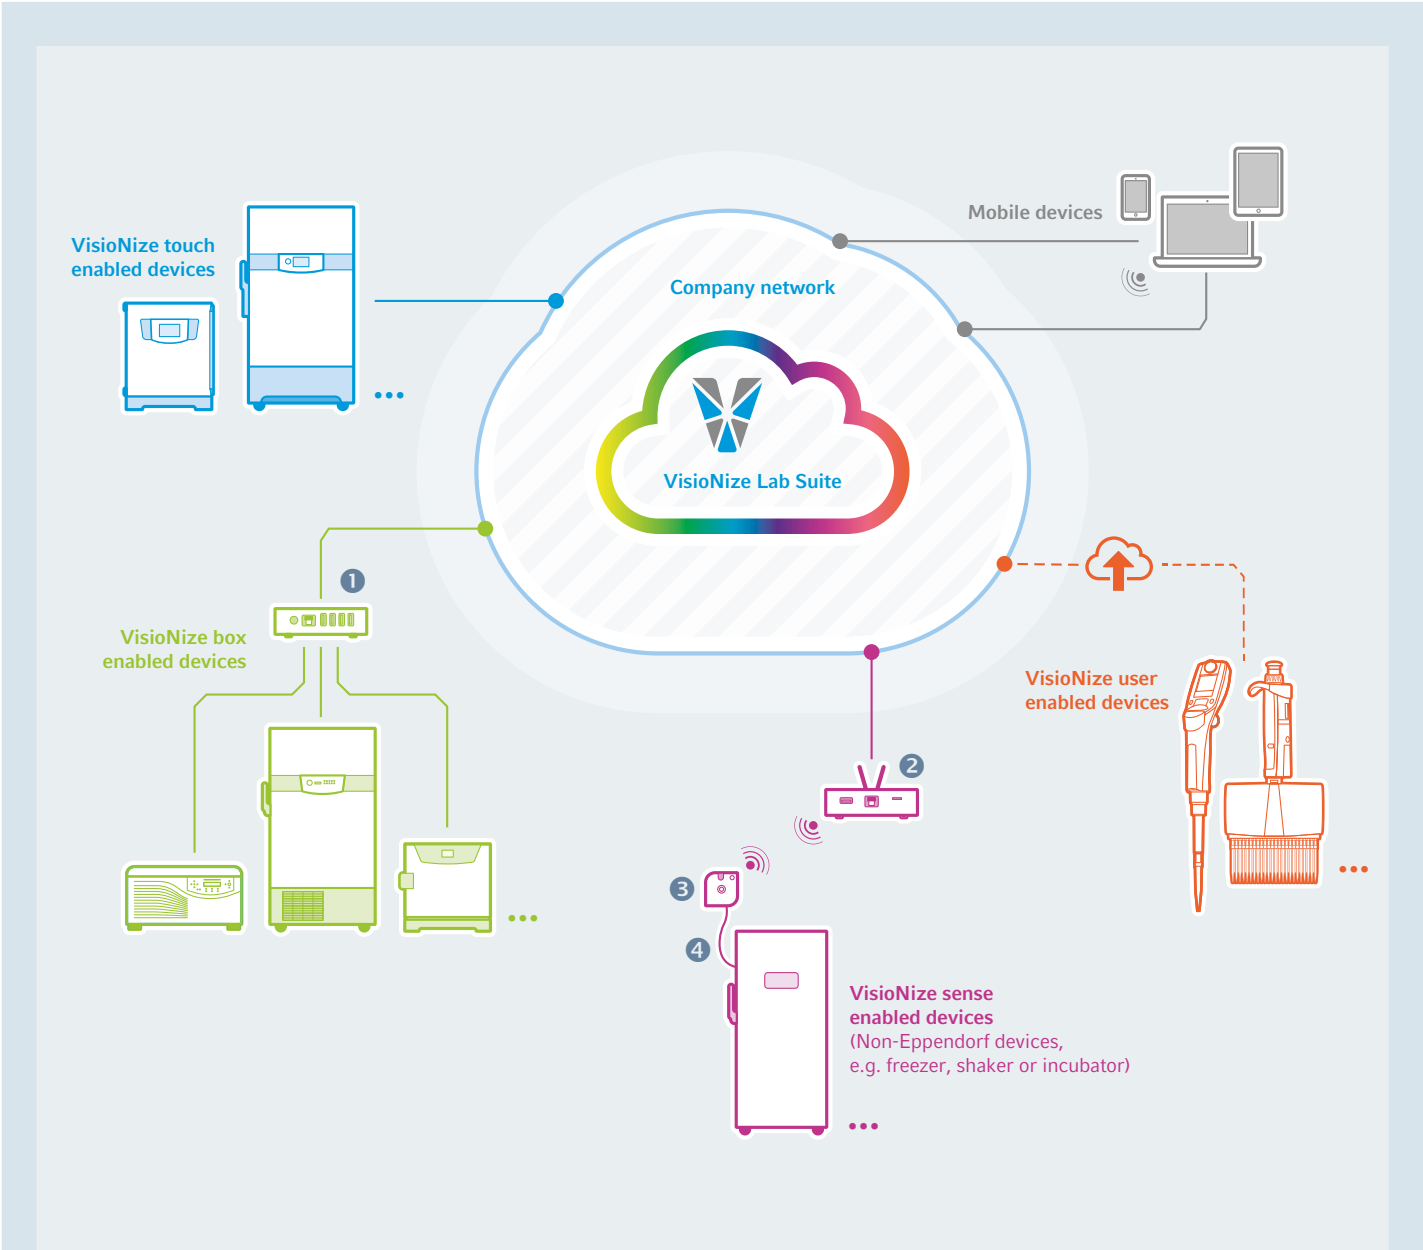 Mobile devices
VisioNize touch
enabled devices
Company network
VisioNize Lab Suite
1
VisioNize box
enabled devices
VisioNize user
enabled devices
2
3
4
VisioNize sense
enabled devices
(Non-Eppendorf devices,
e.g. freezer, shaker or incubator)